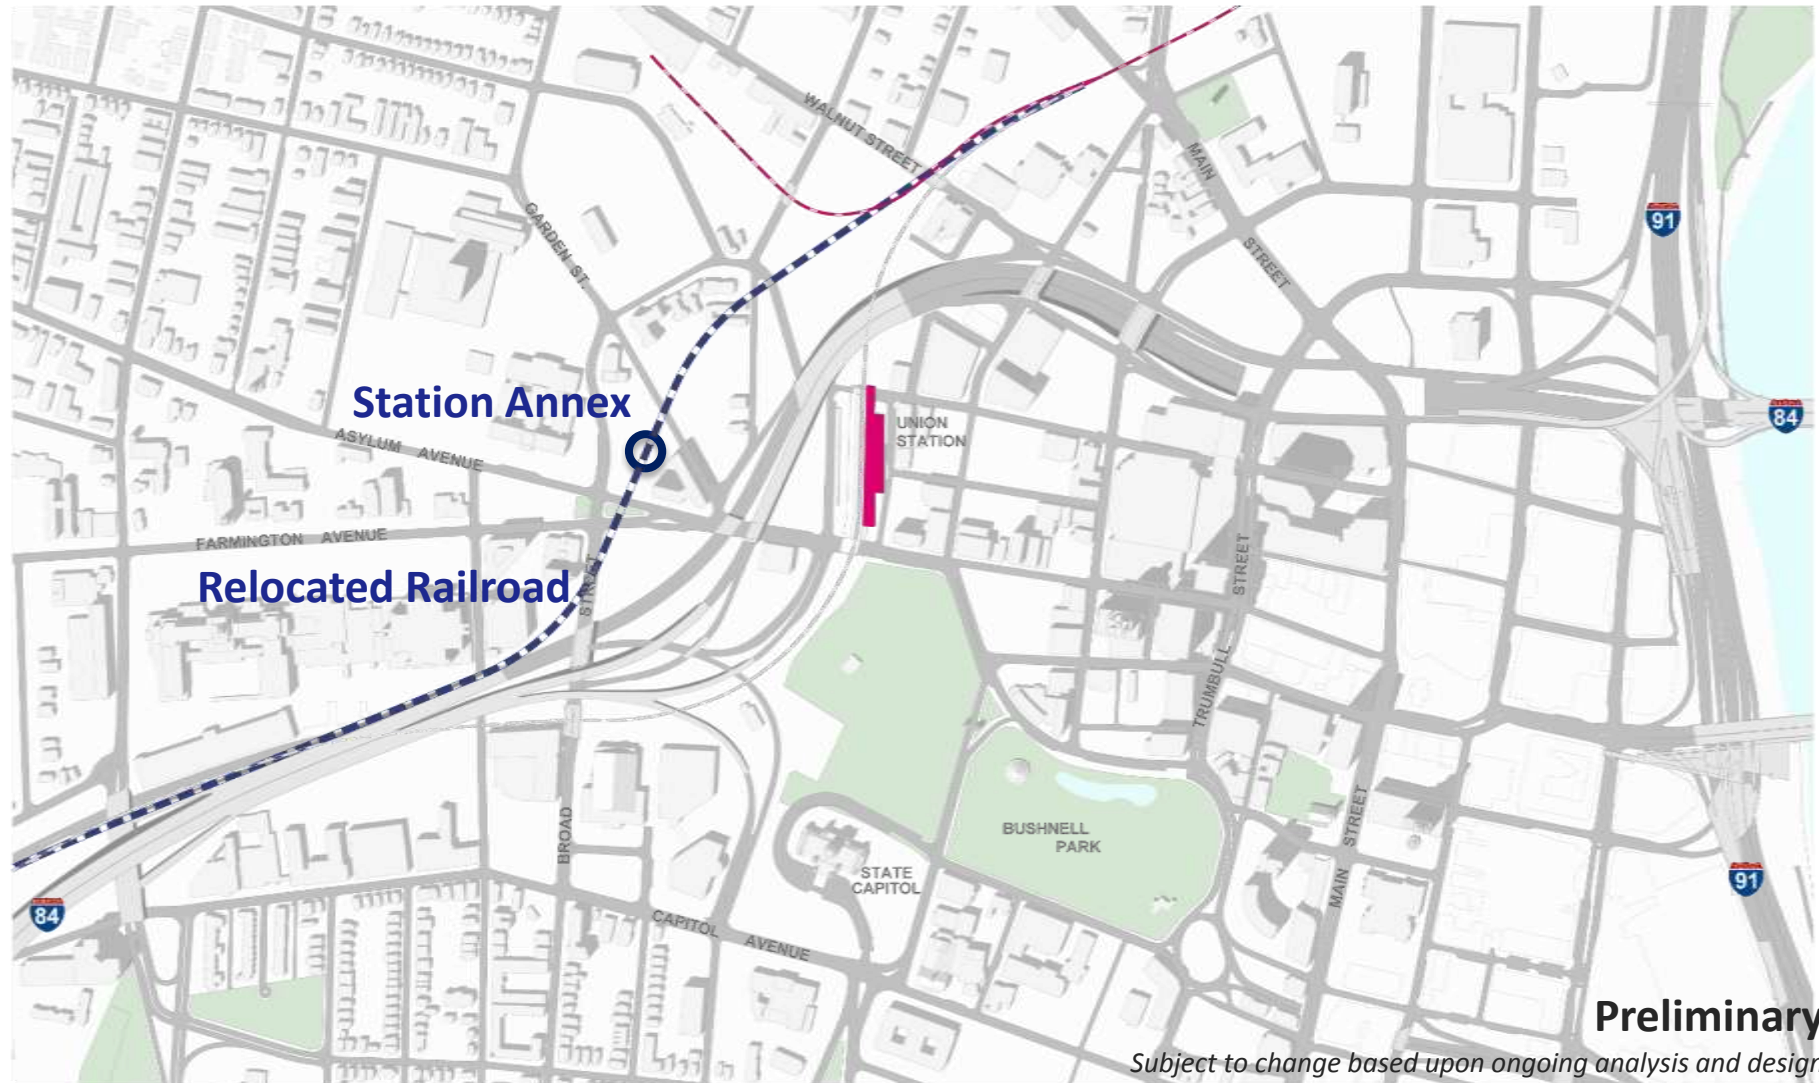 WALNUT STREET
MAIN
STREET
91
GARDEN ST.
Station Annex
84
UNION
STATION
ASYLUM AVENUE
FARMINGTON AVENUE
STREET
Relocated Railroad
STREET
TRUMBULL
BROAD
BUSHNELL
PARK
STREET
MAIN
STATE
CAPITOL
91
84
CAPITOL AVENUE
Preliminary
Subject to change based upon ongoing analysis and design